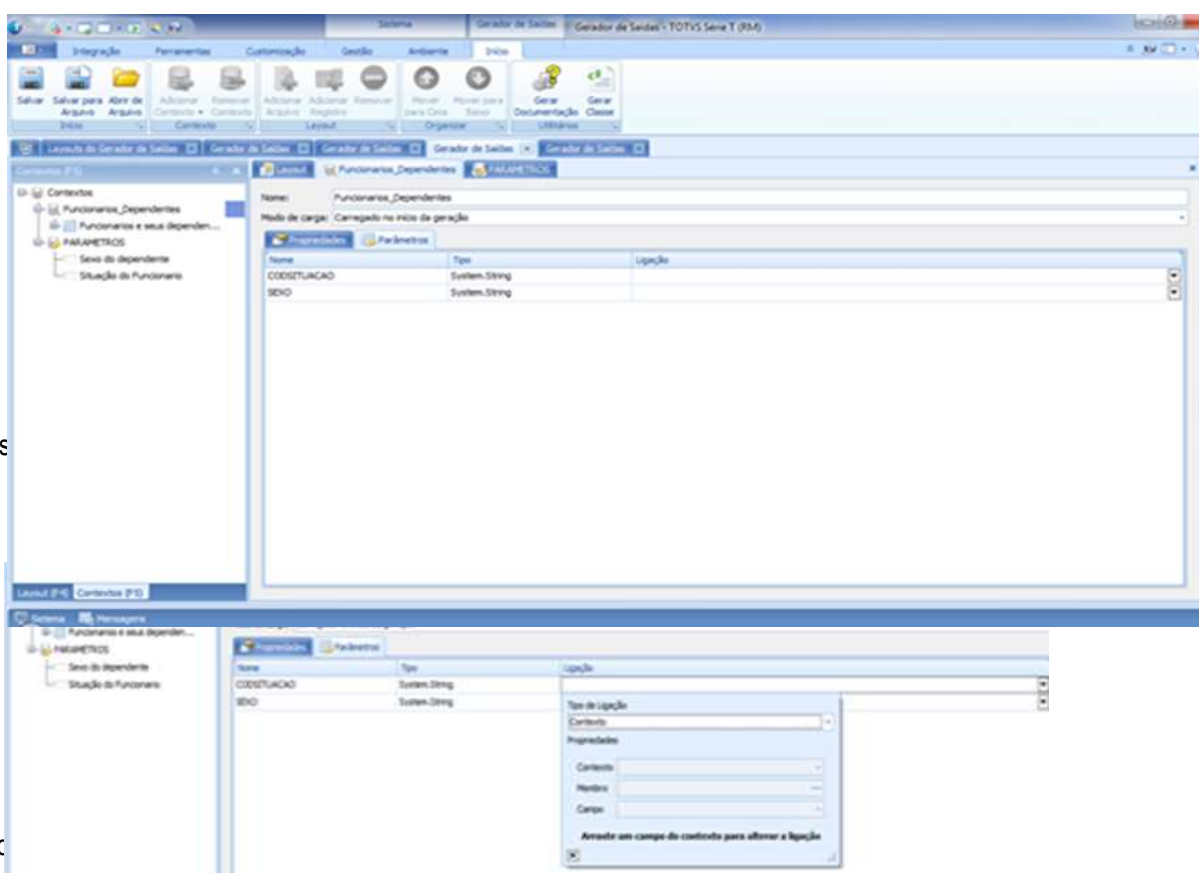 Sistema Gerador de Saídas Gerador de Saídas - TOTVS Série T (RM)
Integração Ferramentas Customização Gestão Ambiente Início
Salvar Salvar para Arquivo Abrir de Arquivo Adicionar Contexto Remover Contexto Adicionar Arquivo Adicionar Registro Remover Mover para Cima Mover para Baixo Gerar Documentação Gerar Classe
Início Contexto Layout Organizar Utilitários
Layouts do Gerador de Saídas Gerador de Saídas Gerador de Saídas Gerador de Saídas Gerador de Saídas
Contextos (F5) Layout Funcionarios_Dependentes PARAMETROS
Contextos
Funcionarios_Dependentes
Funcionarios e seus dependen...
PARAMETROS
Sexo do dependente
Situação do Funcionario
Nome: Funcionarios_Dependentes
Modo de carga: Carregado no início da geração
Propriedades Parâmetros
Nome Tipo Ligação
CODSITUACAO System.String
SEXO System.String
s
Layout (F4) Contextos (F5)
Sistema Mensagens
Funcionarios e seus dependen...
PARAMETROS
Sexo do dependente
Situação do Funcionario
Propriedades Parâmetros
Nome Tipo Ligação
CODSITUACAO System.String
SEXO System.String
Tipo de Ligação
Contexto
Propriedades
Contexto
Membro
Campo
Arraste um campo do contexto para alterar a ligação